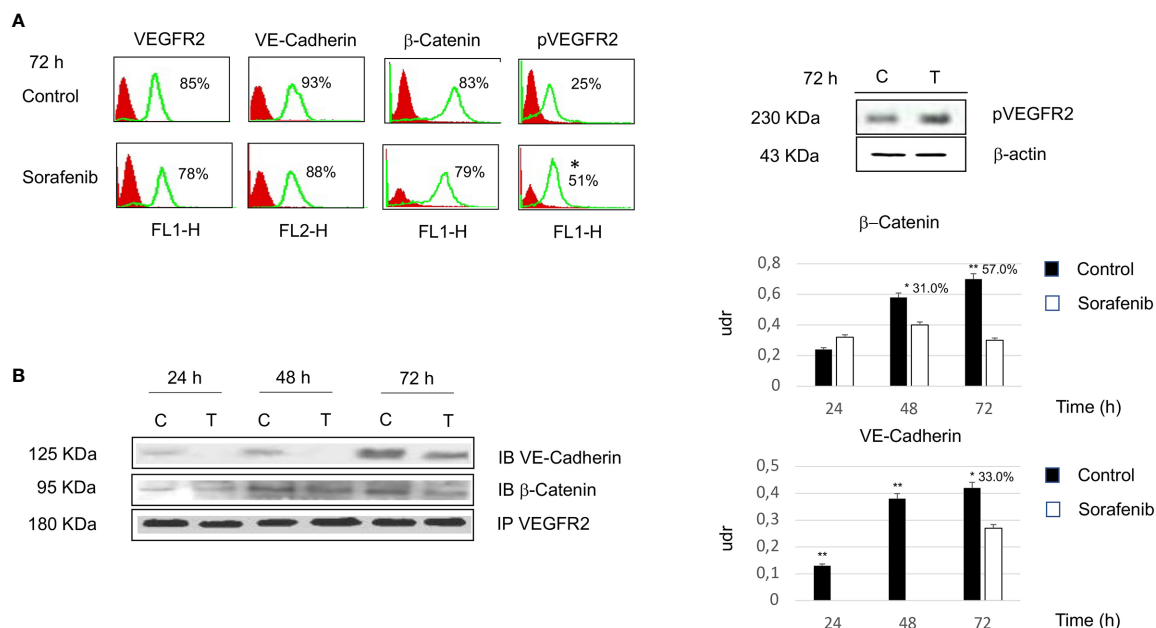 A
VEGFR2 VE-Cadherin β-Catenin pVEGFR2
72 h
Control
85% 93% 83% 25%
Sorafenib
78% 88% 79% * 51%
FL1-H FL2-H FL1-H FL1-H
72 h C T
230 KDa pVEGFR2
43 KDa β-actin
β–Catenin
0,8
0,6
0,4
0,2
0
udr
* 31.0%
** 57.0%
Control
Sorafenib
24 48 72 Time (h)
B
24 h 48 h 72 h
C T C T C T
125 KDa IB VE-Cadherin
95 KDa IB β-Catenin
180 KDa IP VEGFR2
VE-Cadherin
0,5
0,4
0,3
0,2
0,1
0
udr
**
**
* 33.0%
Control
Sorafenib
24 48 72 Time (h)